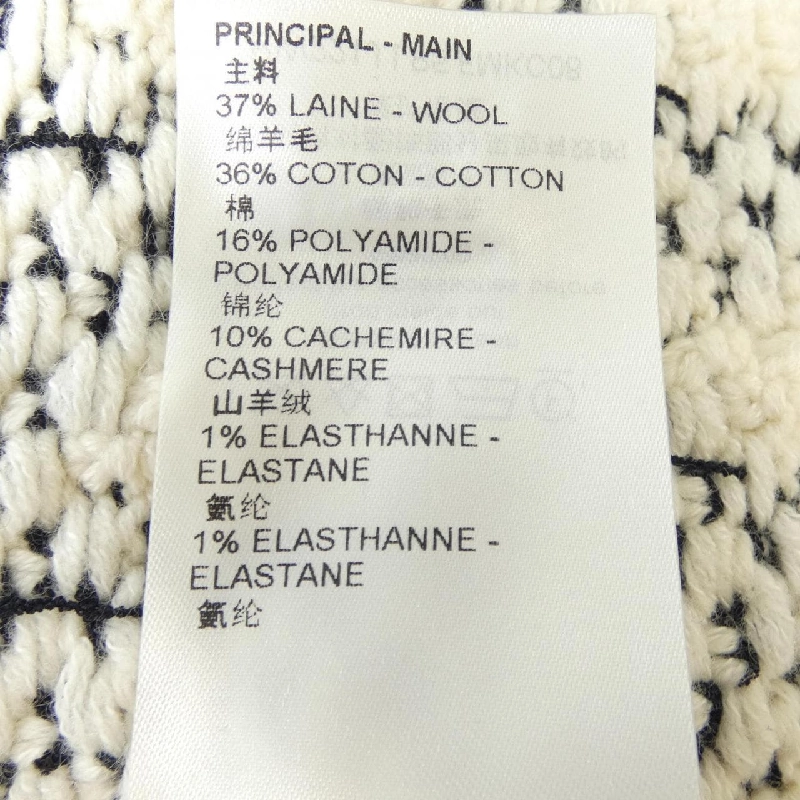 PRINCIPAL - MAIN
主料
37% LAINE - WOOL
绵羊毛
36% COTON - COTTON
棉
16% POLYAMIDE -
POLYAMIDE
锦纶
10% CACHEMIRE -
CASHMERE
山羊绒
1% ELASTHANNE -
ELASTANE
氨纶
1% ELASTHANNE -
ELASTANE
氨纶